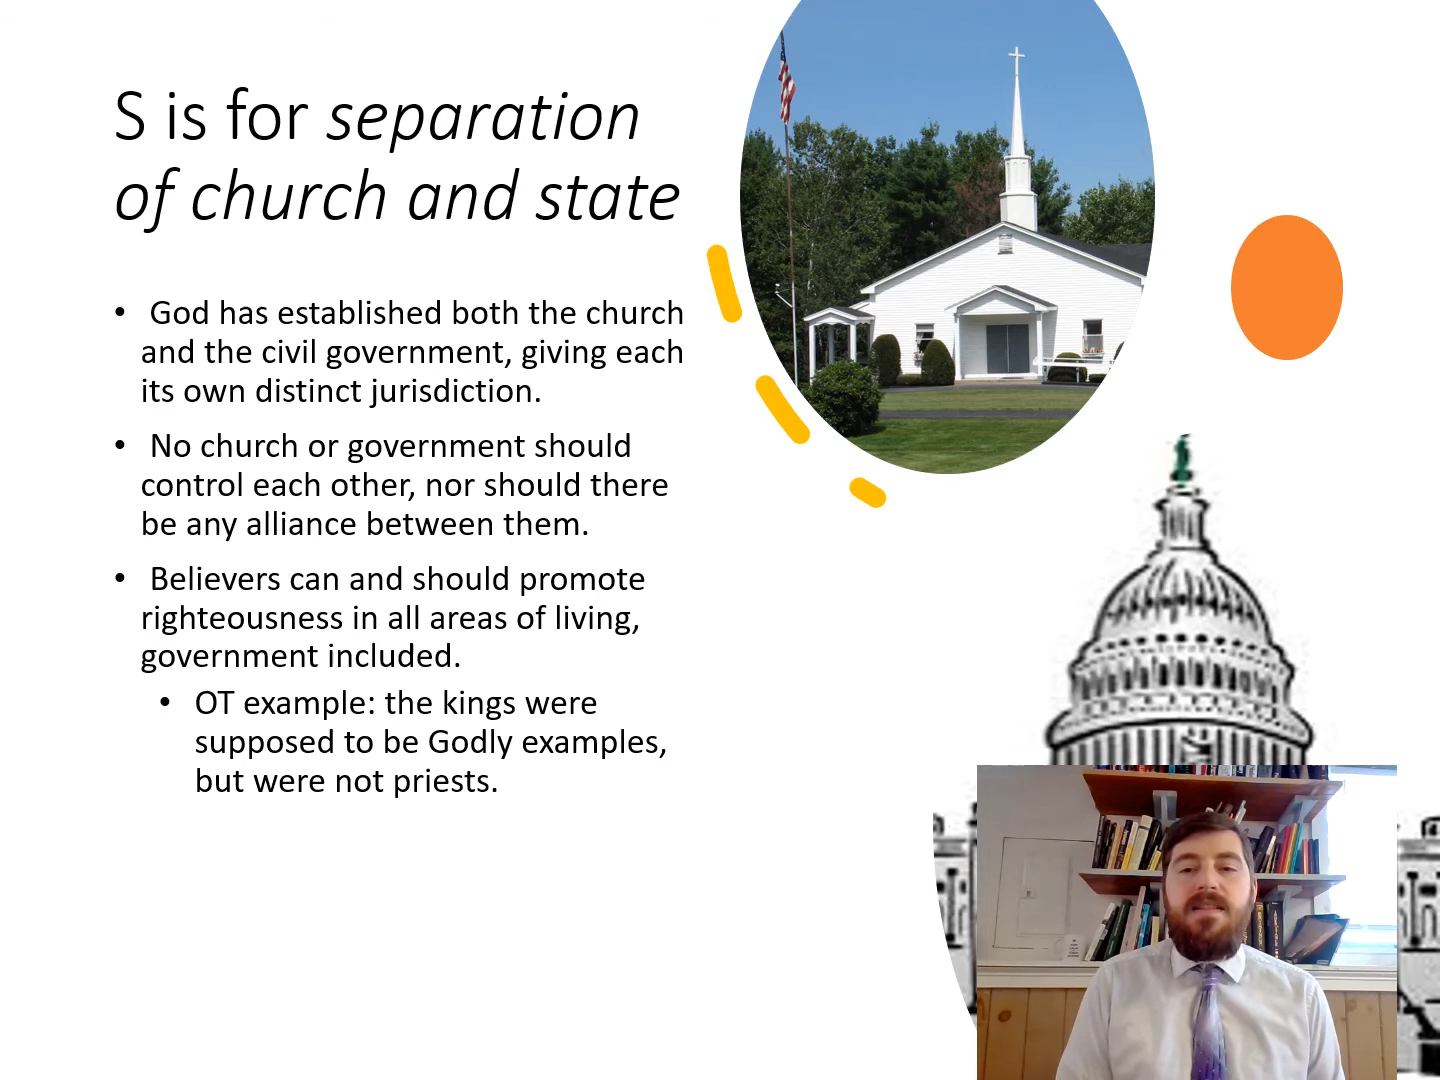 S is for separation
of church and state
• God has established both the church
and the civil government, giving each
its own distinct jurisdiction.
• No church or government should
control each other, nor should there
be any alliance between them.
• Believers can and should promote
righteousness in all areas of living,
government included.
• OT example: the kings were
supposed to be Godly examples,
but were not priests.